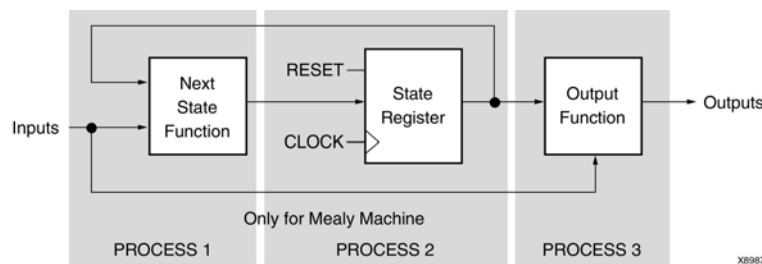 Next
State
Function
RESET
CLOCK
State
Register
Output
Function
Inputs
Outputs
Only for Mealy Machine
PROCESS 1
PROCESS 2
PROCESS 3
X8987